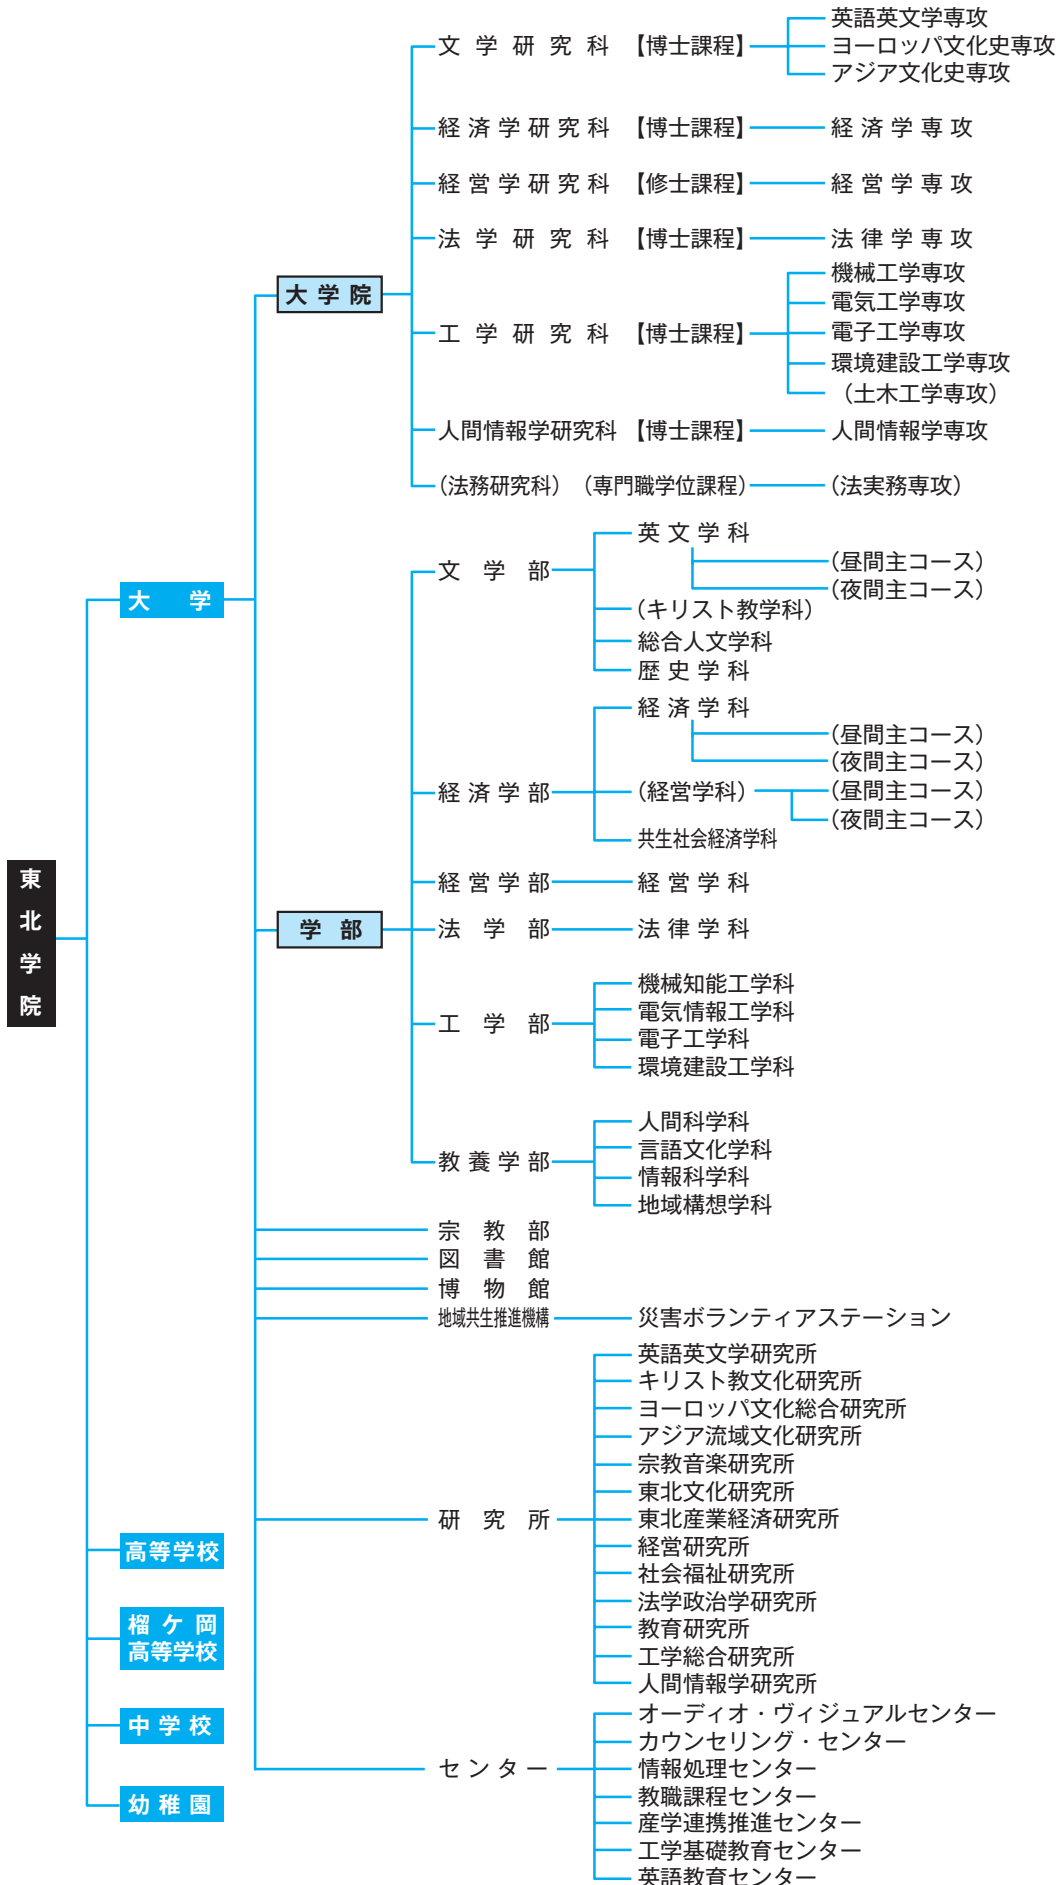 東北学院
大学
大学院
文学研究科 【博士課程】
英語英文学専攻
ヨーロッパ文化史専攻
アジア文化史専攻
経済学研究科 【博士課程】 経済学専攻
経営学研究科 【修士課程】 経営学専攻
法学研究科 【博士課程】 法律学専攻
工学研究科 【博士課程】
機械工学専攻
電気工学専攻
電子工学専攻
環境建設工学専攻
（土木工学専攻）
人間情報学研究科 【博士課程】 人間情報学専攻
（法務研究科）（専門職学位課程） （法実務専攻）
学部
文学部
英文学科
（昼間主コース）
（夜間主コース）
（キリスト教学科）
総合人文学科
歴史学科
経済学部
経済学科
（昼間主コース）
（夜間主コース）
（経営学科）
（昼間主コース）
（夜間主コース）
共生社会経済学科
経営学部 経営学科
法学部 法律学科
工学部
機械知能工学科
電気情報工学科
電子工学科
環境建設工学科
教養学部
人間科学科
言語文化学科
情報科学科
地域構想学科
宗教部
図書館
博物館
地域共生推進機構 災害ボランティアステーション
研究所
英語英文学研究所
キリスト教文化研究所
ヨーロッパ文化総合研究所
アジア流域文化研究所
宗教音楽研究所
東北文化研究所
東北産業経済研究所
経営研究所
社会福祉研究所
法学政治学研究所
教育研究所
工学総合研究所
人間情報学研究所
センター
オーディオ・ヴィジュアルセンター
カウンセリング・センター
情報処理センター
教職課程センター
産学連携推進センター
工学基礎教育センター
英語教育センター
高等学校
榴ケ岡
高等学校
中学校
幼稚園